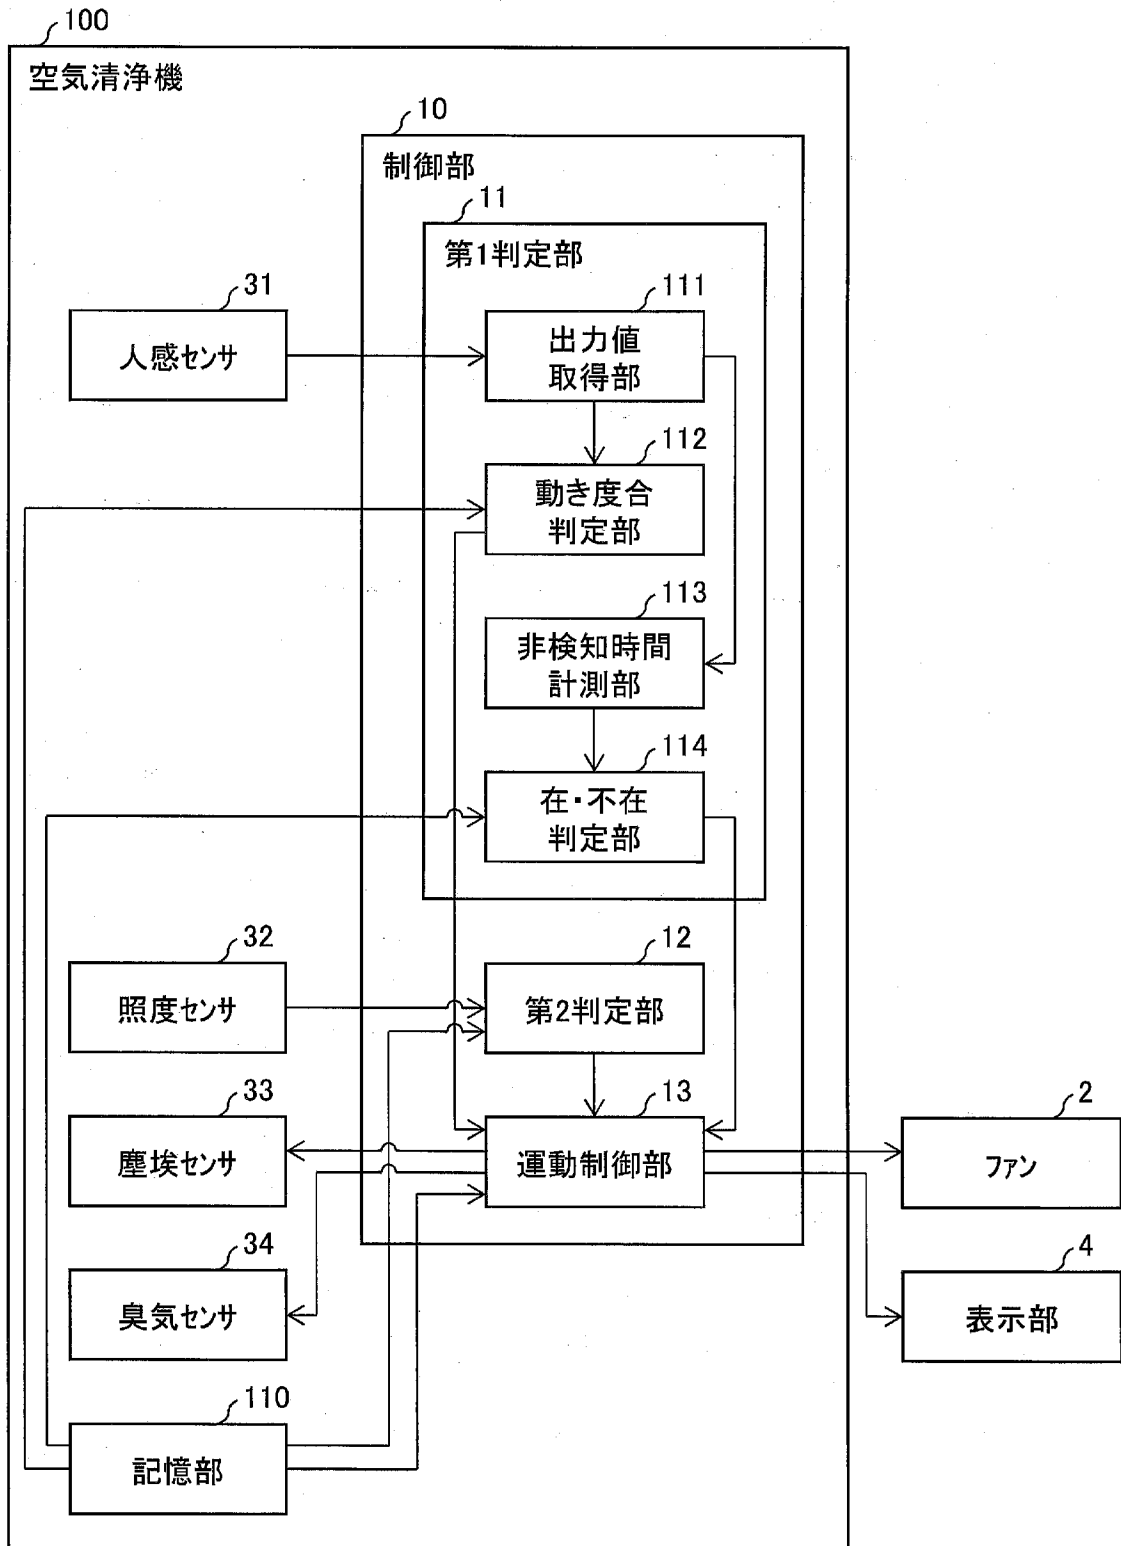 100
空気清浄機
10
制御部
11
第1判定部
31
人感センサ
111
出力値
取得部
112
動き度合
判定部
113
非検知時間
計測部
114
在・不在
判定部
32
照度センサ
12
第2判定部
33
塵埃センサ
13
運動制御部
2
ファン
34
臭気センサ
4
表示部
110
記憶部